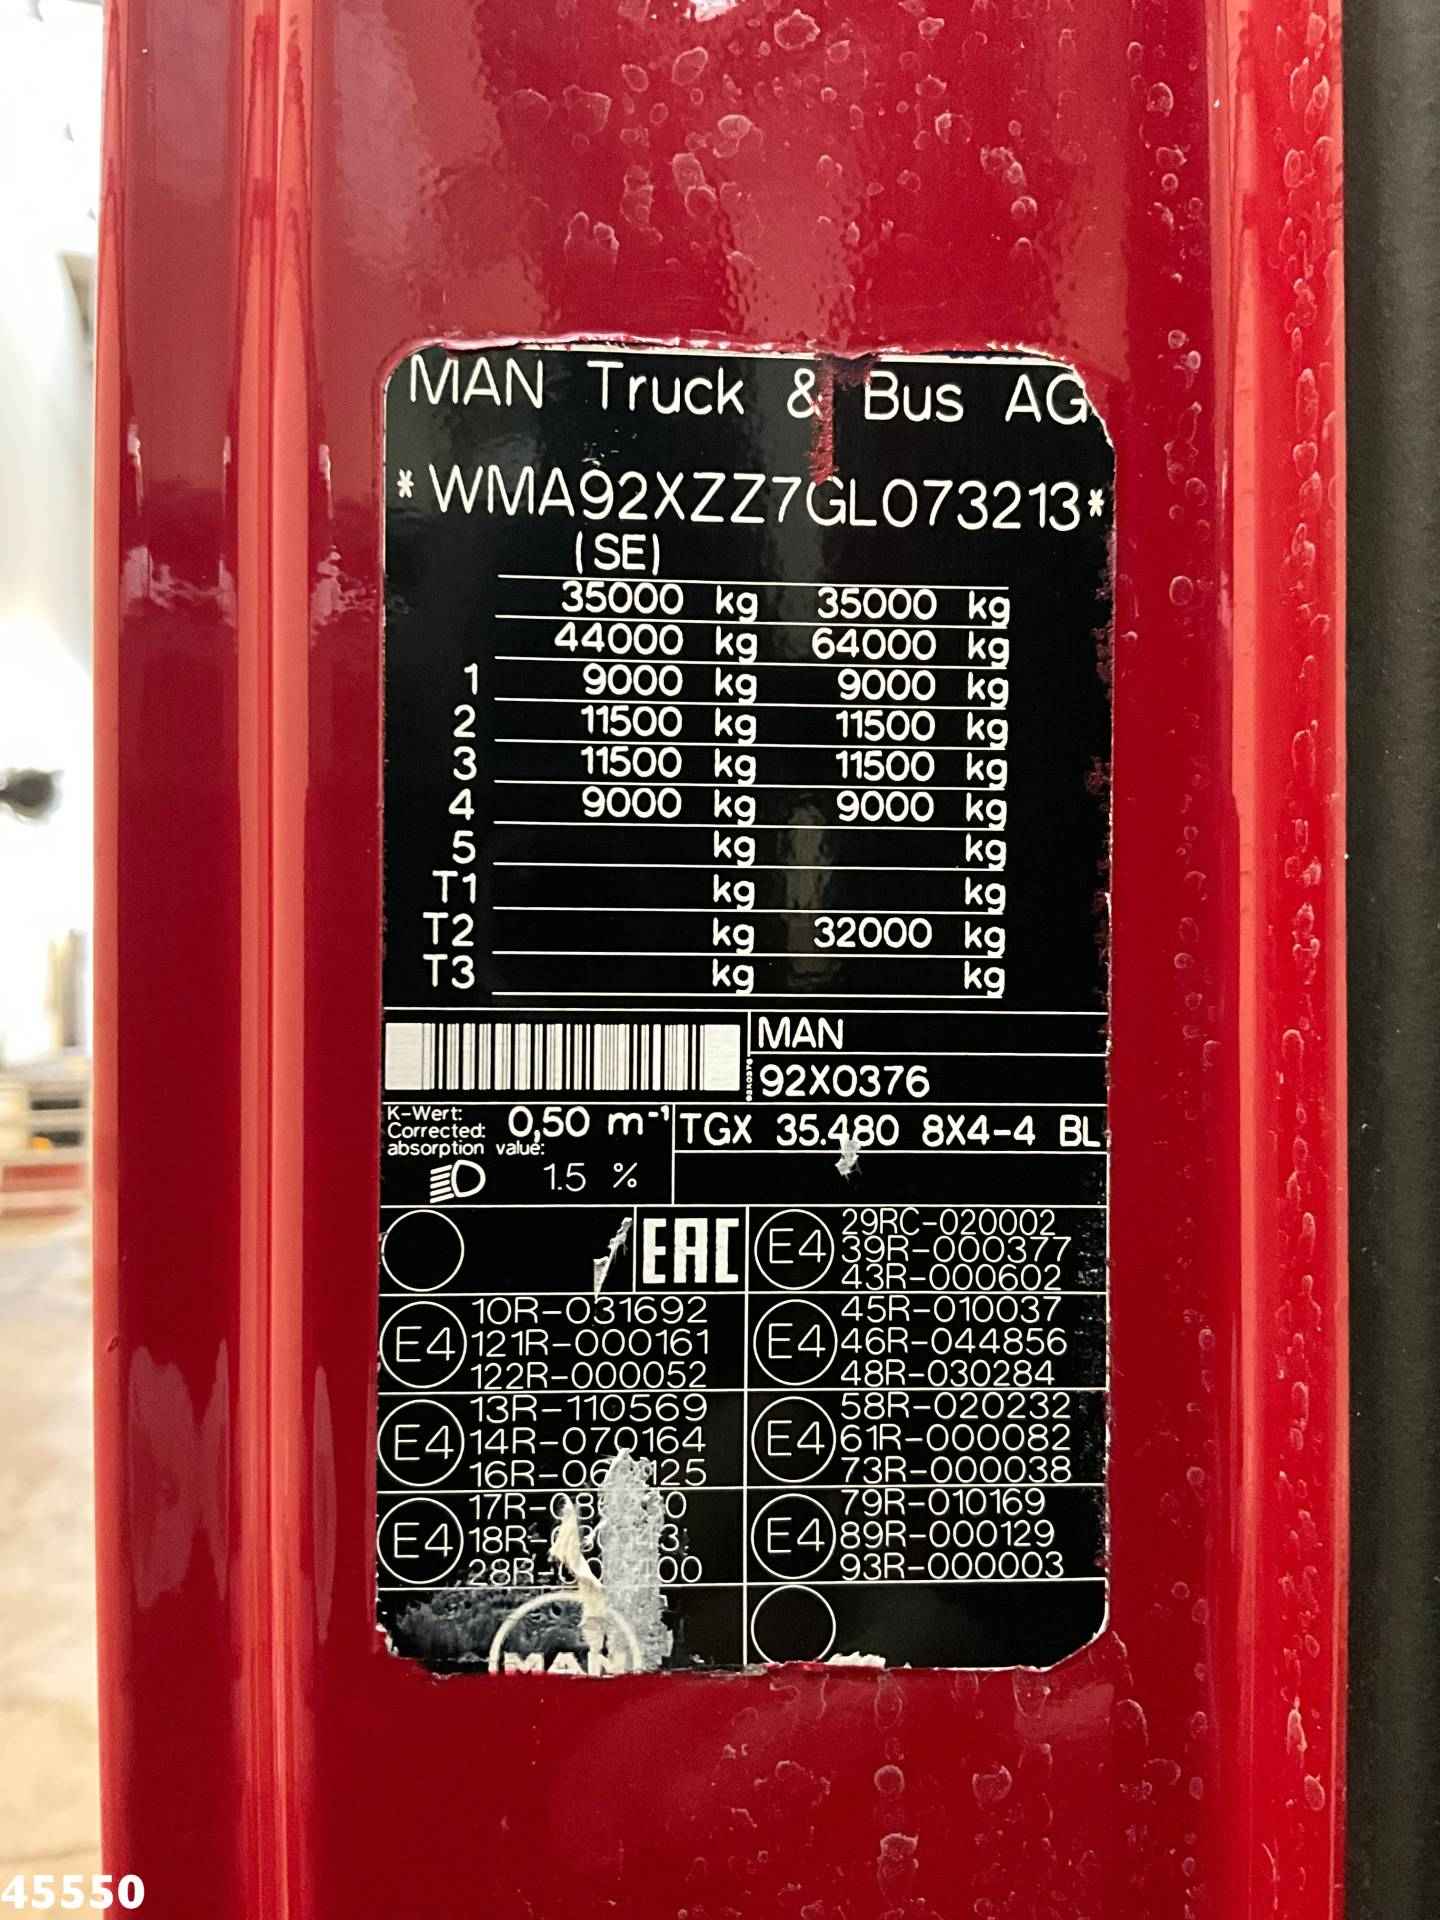 MAN Truck & Bus AG
*WMA92XZZ7GL073213*
(SE)
35000 kg 35000 kg
44000 kg 64000 kg
1 9000 kg 9000 kg
2 11500 kg 11500 kg
3 11500 kg 11500 kg
4 9000 kg 9000 kg
5 kg kg
T1 kg kg
T2 kg 32000 kg
T3 kg kg
MAN
92X0376
92X0376
K-Wert:
Corrected:
absorption value:
0,50 m⁻¹
1.5 %
TGX 35.480 8X4-4 BL
EAC
E4
10R-031692
121R-000161
122R-000052
E4
13R-110569
14R-070164
E4
MAN
E4
29RC-020002
39R-000377
43R-000602
E4
45R-010037
46R-044856
48R-030284
E4
58R-020232
61R-000082
73R-000038
E4
79R-010169
89R-000129
93R-000003
45550